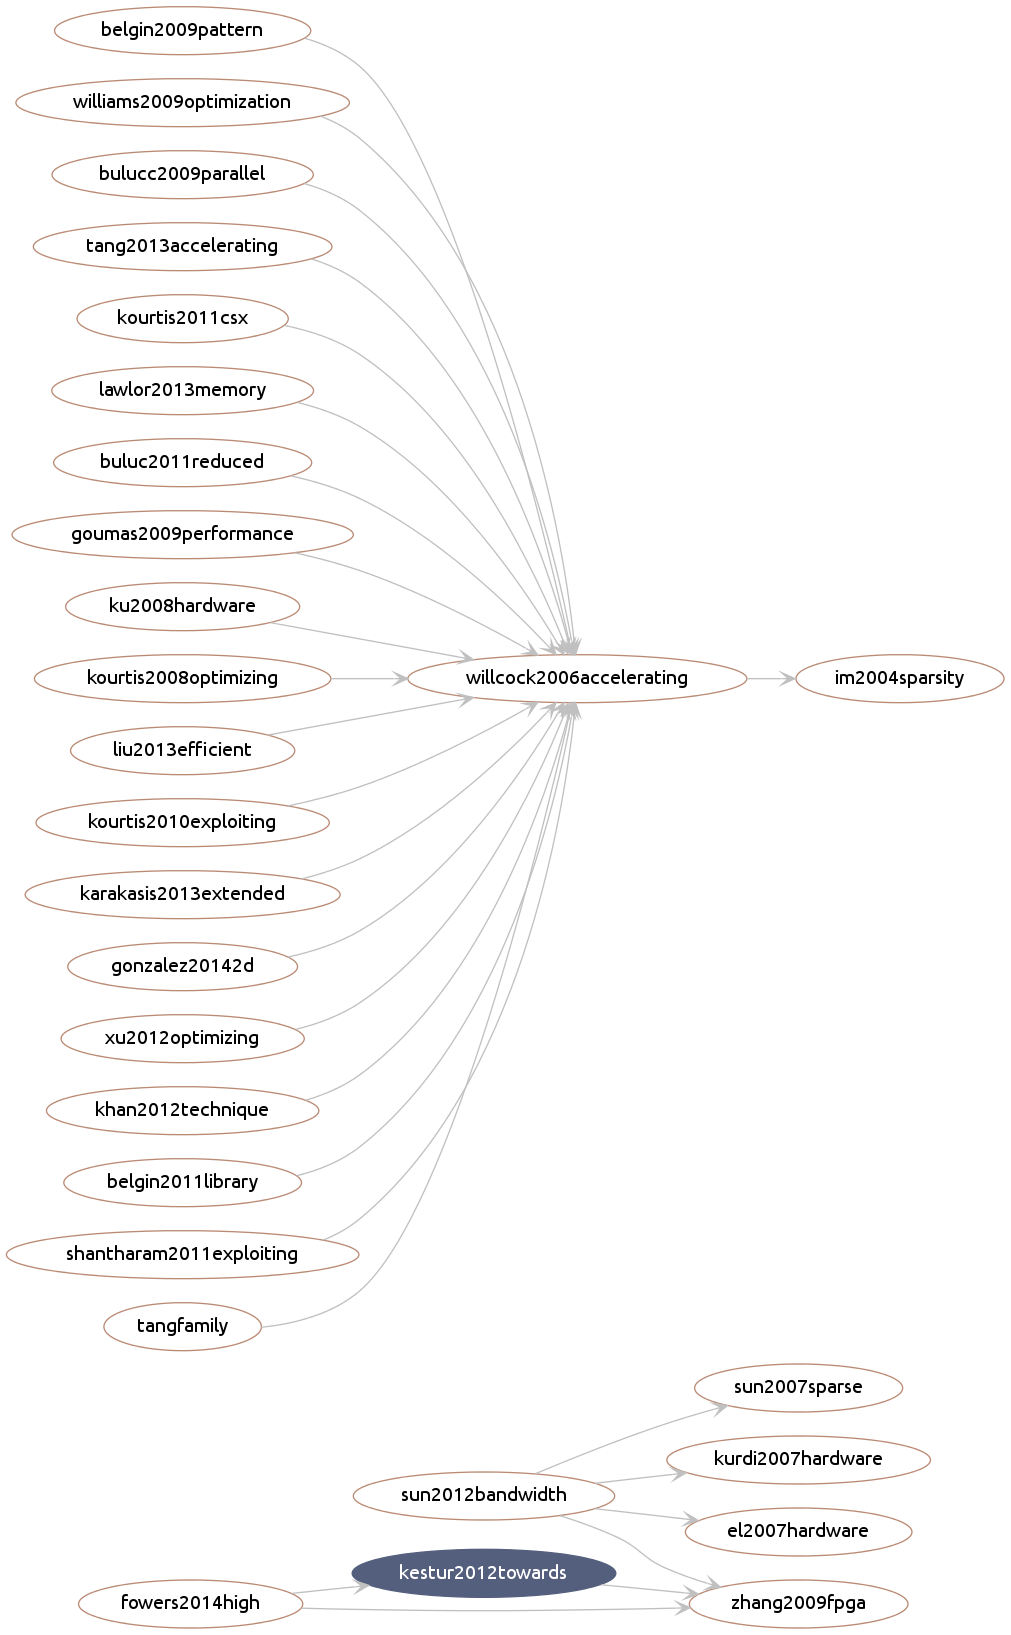 belgin2009pattern
williams2009optimization
bulucc2009parallel
tang2013accelerating
kourtis2011csx
lawlor2013memory
buluc2011reduced
goumas2009performance
ku2008hardware
kourtis2008optimizing
willcock2006accelerating
im2004sparsity
liu2013efficient
kourtis2010exploiting
karakasis2013extended
gonzalez20142d
xu2012optimizing
khan2012technique
belgin2011library
shantharam2011exploiting
tangfamily
sun2007sparse
kurdi2007hardware
sun2012bandwidth
el2007hardware
kestur2012towards
fowers2014high
zhang2009fpga